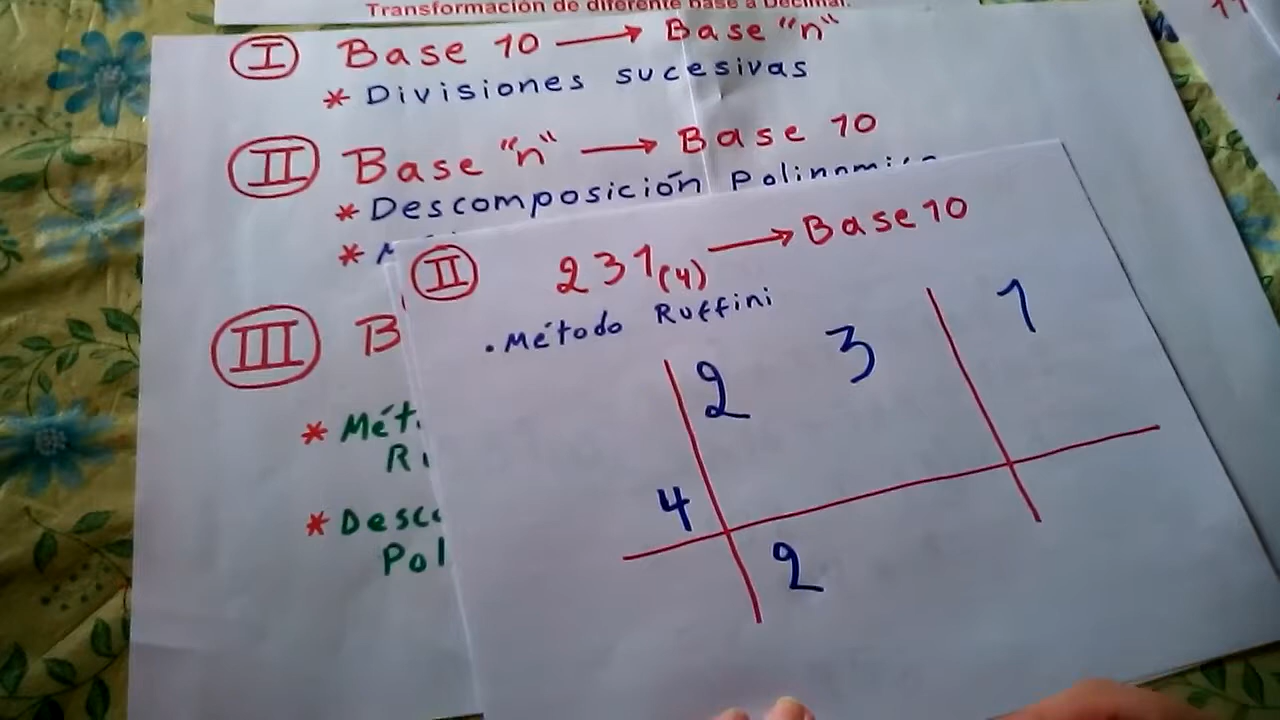 Transformación de diferente base a Decimal.
I Base 10 → Base "n"
* Divisiones sucesivas
II Base "n" → Base 10
* Descomposición
*
III B
* Mét
* Desc
Pol
II 231(4) → Base 10
• Método Ruffini
2 3 1
4
2